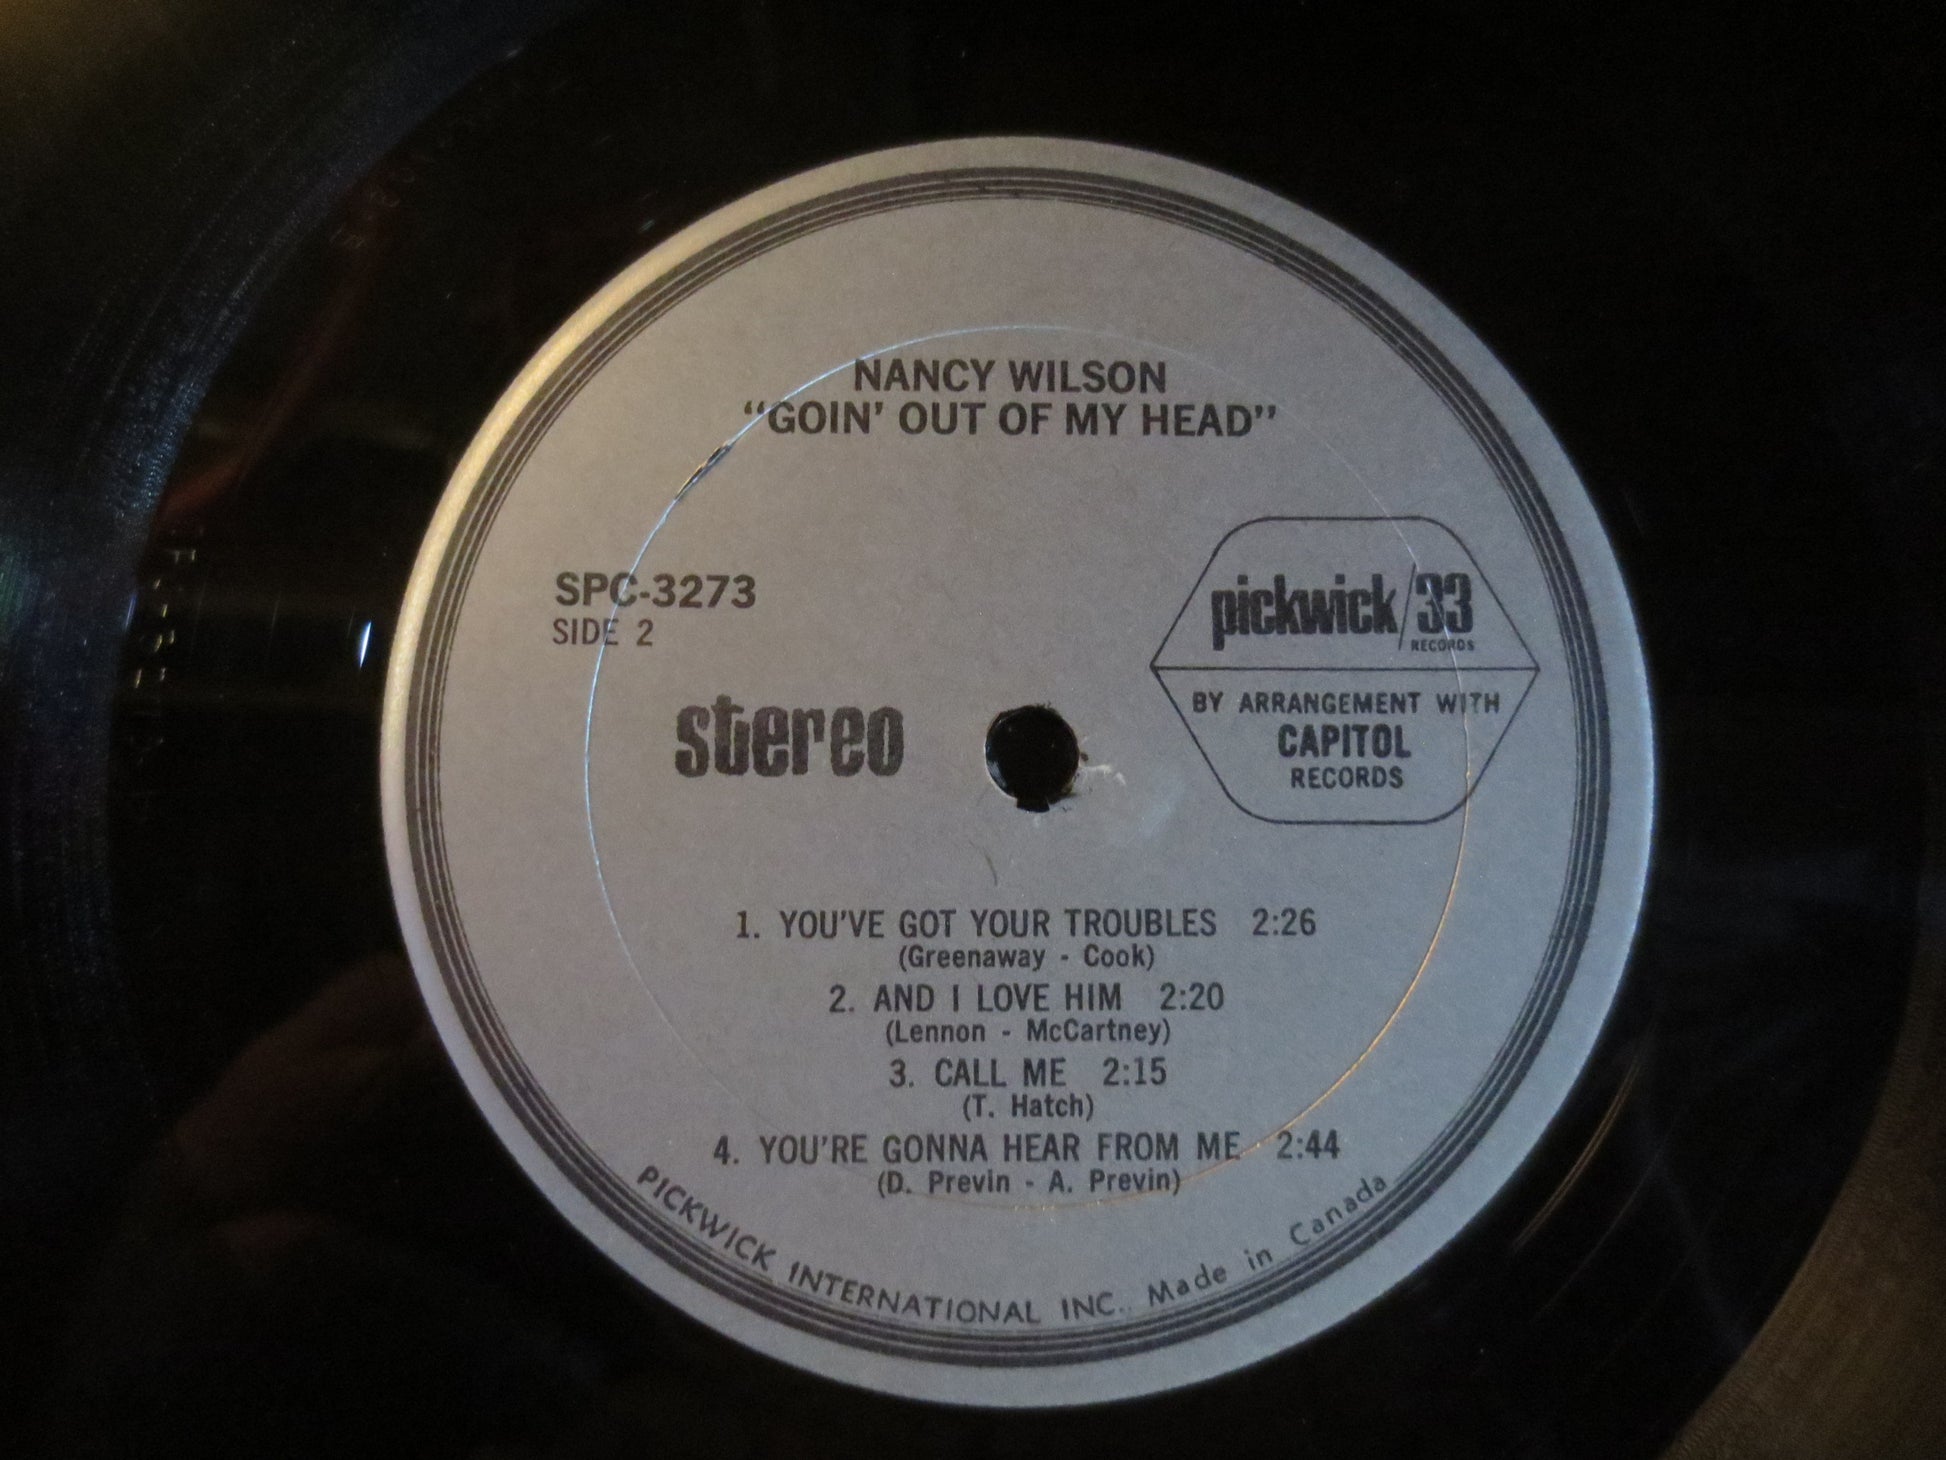 NANCY WILSON
“GOIN’ OUT OF MY HEAD”
SPC-3273
SIDE 2
stereo
pickwick/33
RECORDS
BY ARRANGEMENT WITH
CAPITOL
RECORDS
1. YOU'VE GOT YOUR TROUBLES 2:26
(Greenaway - Cook)
2. AND I LOVE HIM 2:20
(Lennon - McCartney)
3. CALL ME 2:15
(T. Hatch)
4. YOU'RE GONNA HEAR FROM ME 2:44
(D. Previn - A. Previn)
PICKWICK INTERNATIONAL INC.. Made in Canada